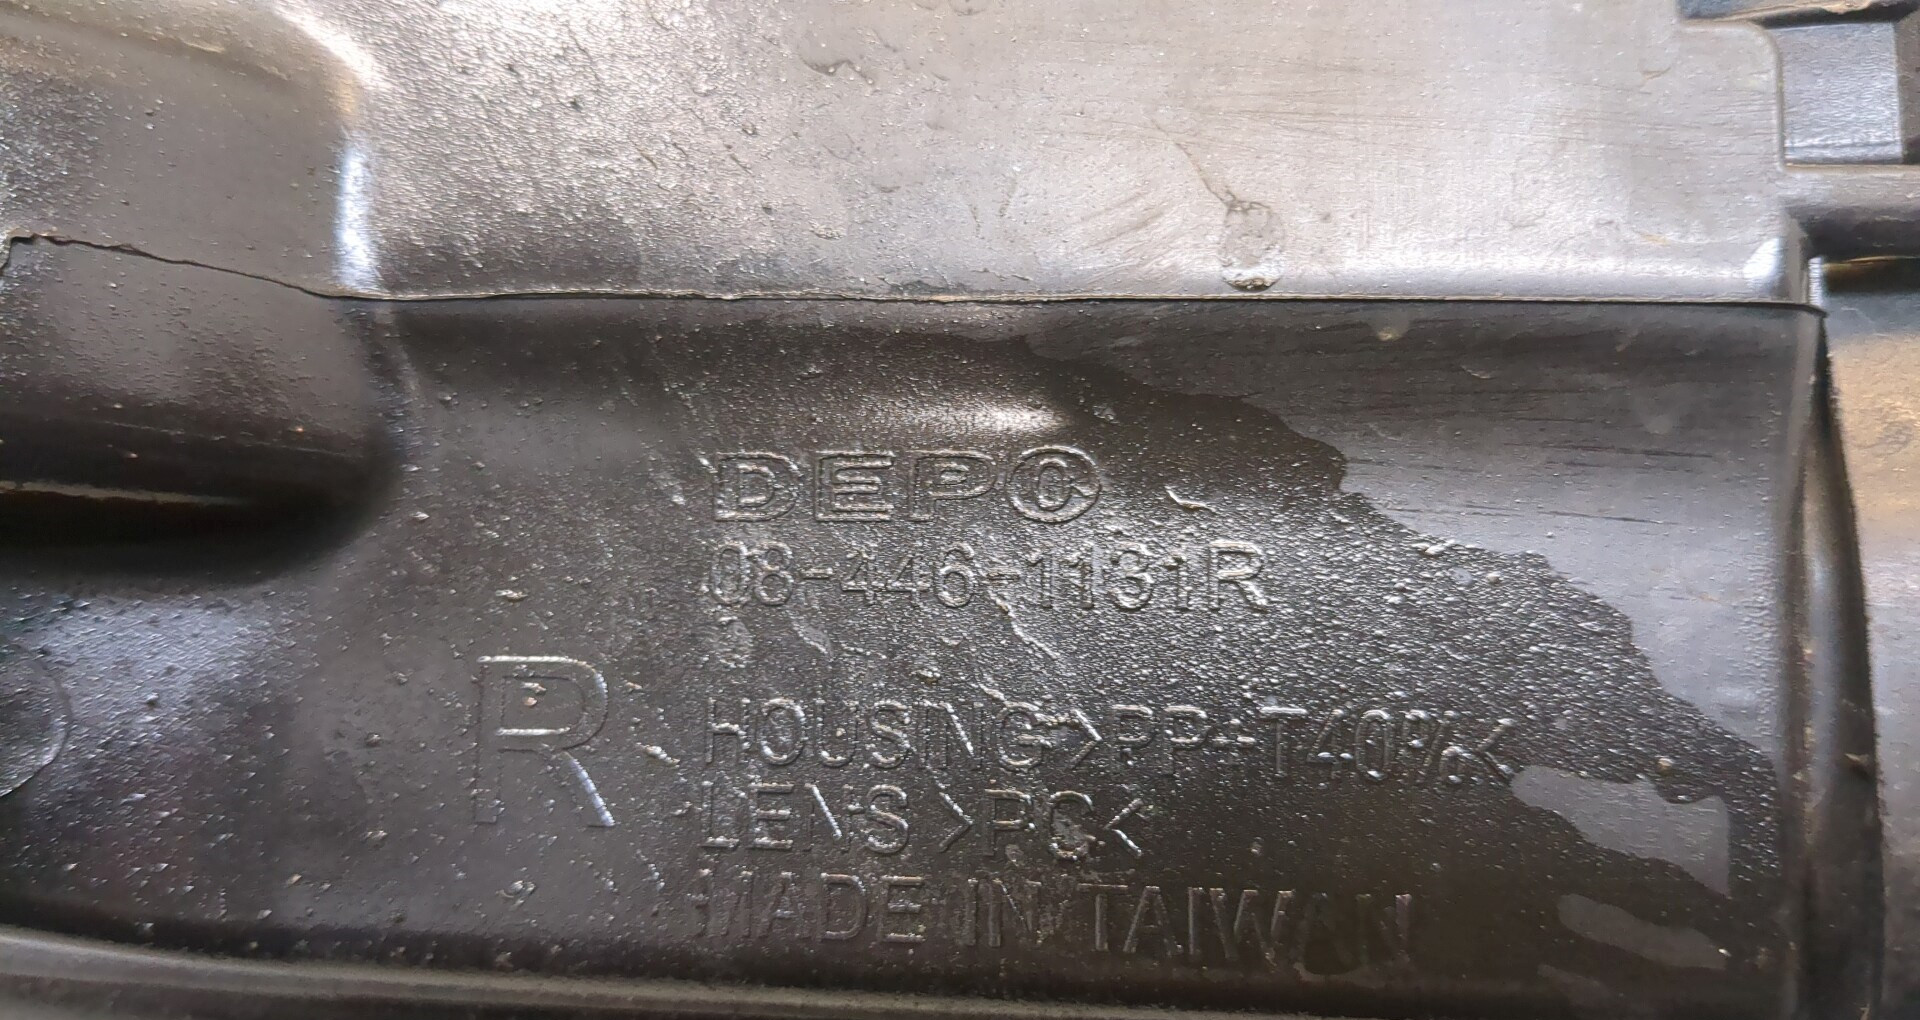 DEPO
08-446-1131R
R
HOUSING>PP+T40%<
LENS >PC<
MADE IN TAIWAN